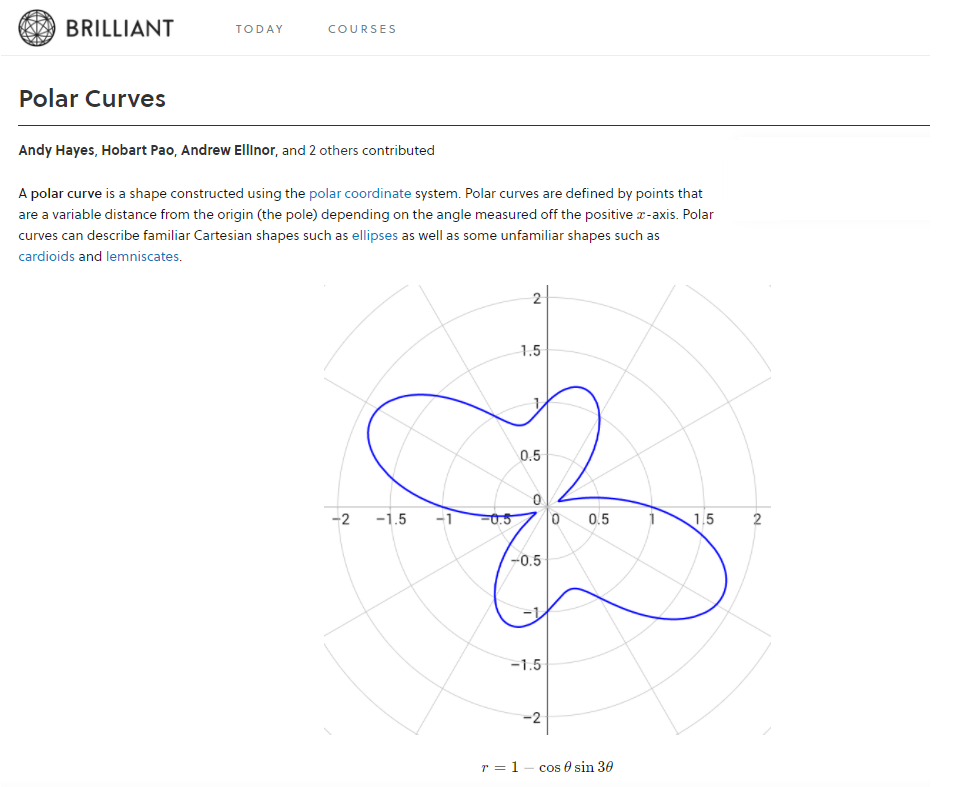 BRILLIANT TODAY COURSES
Polar Curves
Andy Hayes, Hobart Pao, Andrew Ellinor, and 2 others contributed
A polar curve is a shape constructed using the polar coordinate system. Polar curves are defined by points that
are a variable distance from the origin (the pole) depending on the angle measured off the positive x-axis. Polar
curves can describe familiar Cartesian shapes such as ellipses as well as some unfamiliar shapes such as
cardioids and lemniscates.
2
1.5
1
0.5
0
−2 −1.5 −1 −0.5 0 0.5 1 1.5 2
−0.5
−1
−1.5
−2
r = 1 − cos θ sin 3θ